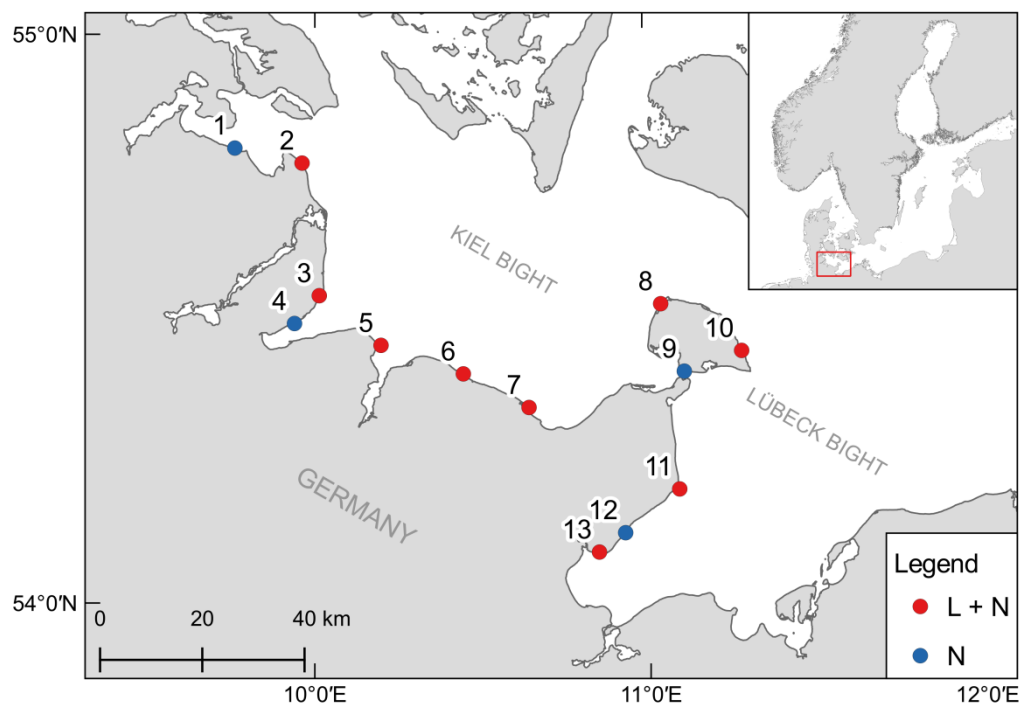 55°0′N
1
2
KIEL BIGHT
3
4
8
5
10
9
6
7
LÜBECK BIGHT
11
GERMANY
12
13
Legend
54°0′N
0 20 40 km
L + N
N
10°0′E 11°0′E 12°0′E